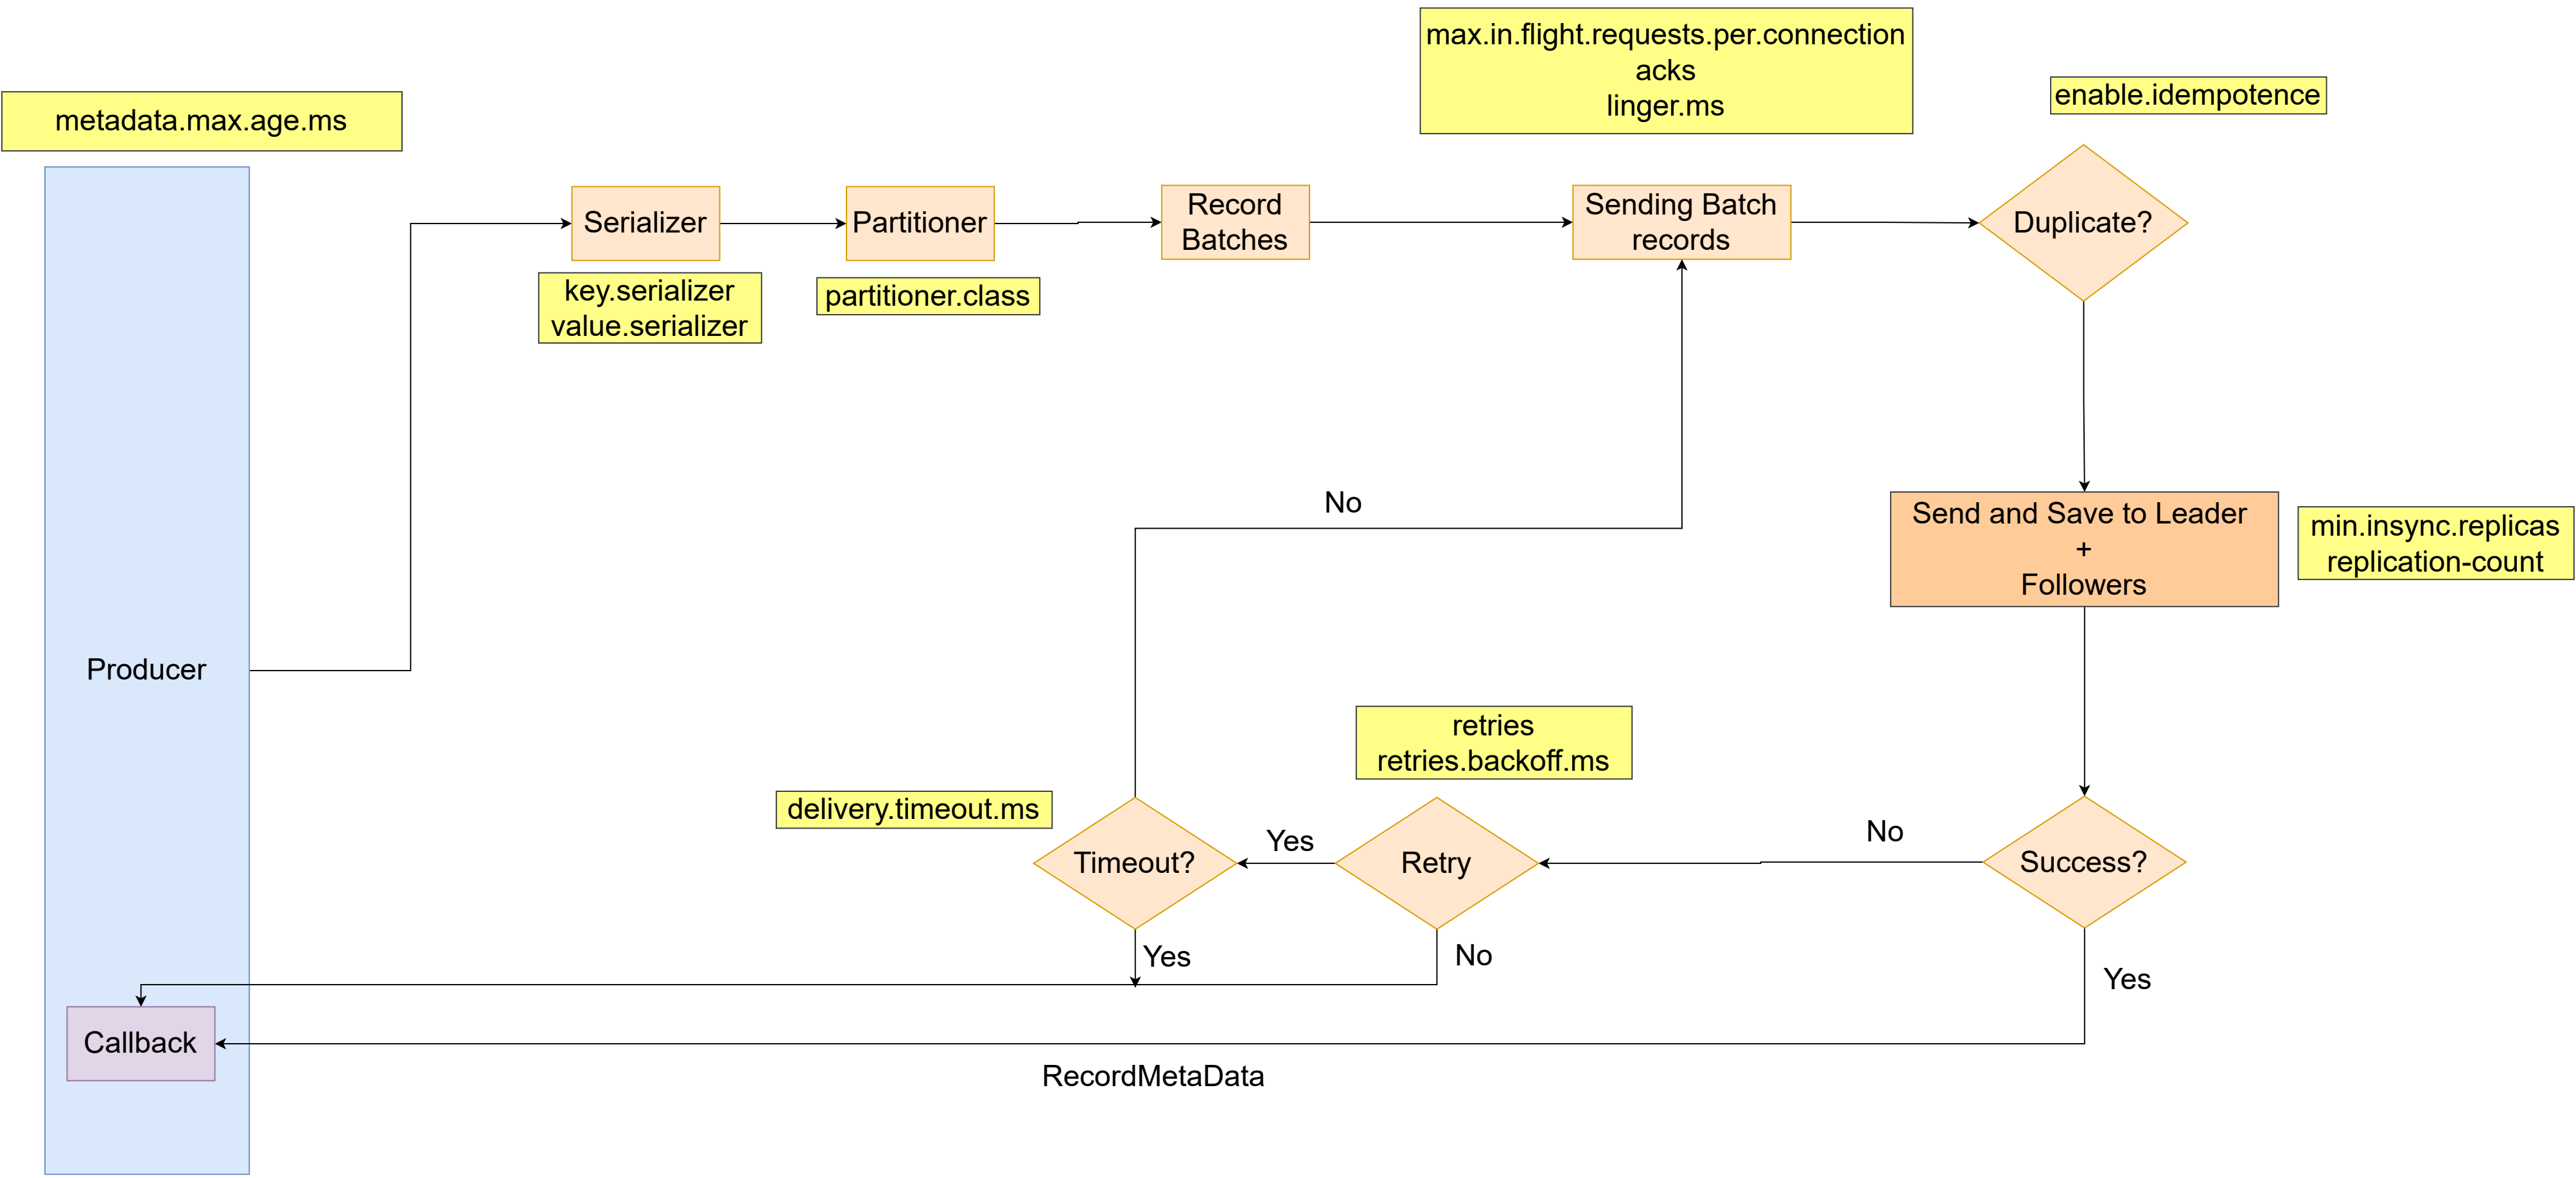 max.in.flight.requests.per.connection
acks
linger.ms
enable.idempotence
metadata.max.age.ms
Serializer
Partitioner
Record
Batches
Sending Batch
records
Duplicate?
key.serializer
value.serializer
partitioner.class
No
Send and Save to Leader
+
Followers
min.insync.replicas
replication-count
Producer
retries
retries.backoff.ms
delivery.timeout.ms
Timeout?
Yes
Retry
No
Success?
Yes
No
Yes
Callback
RecordMetaData